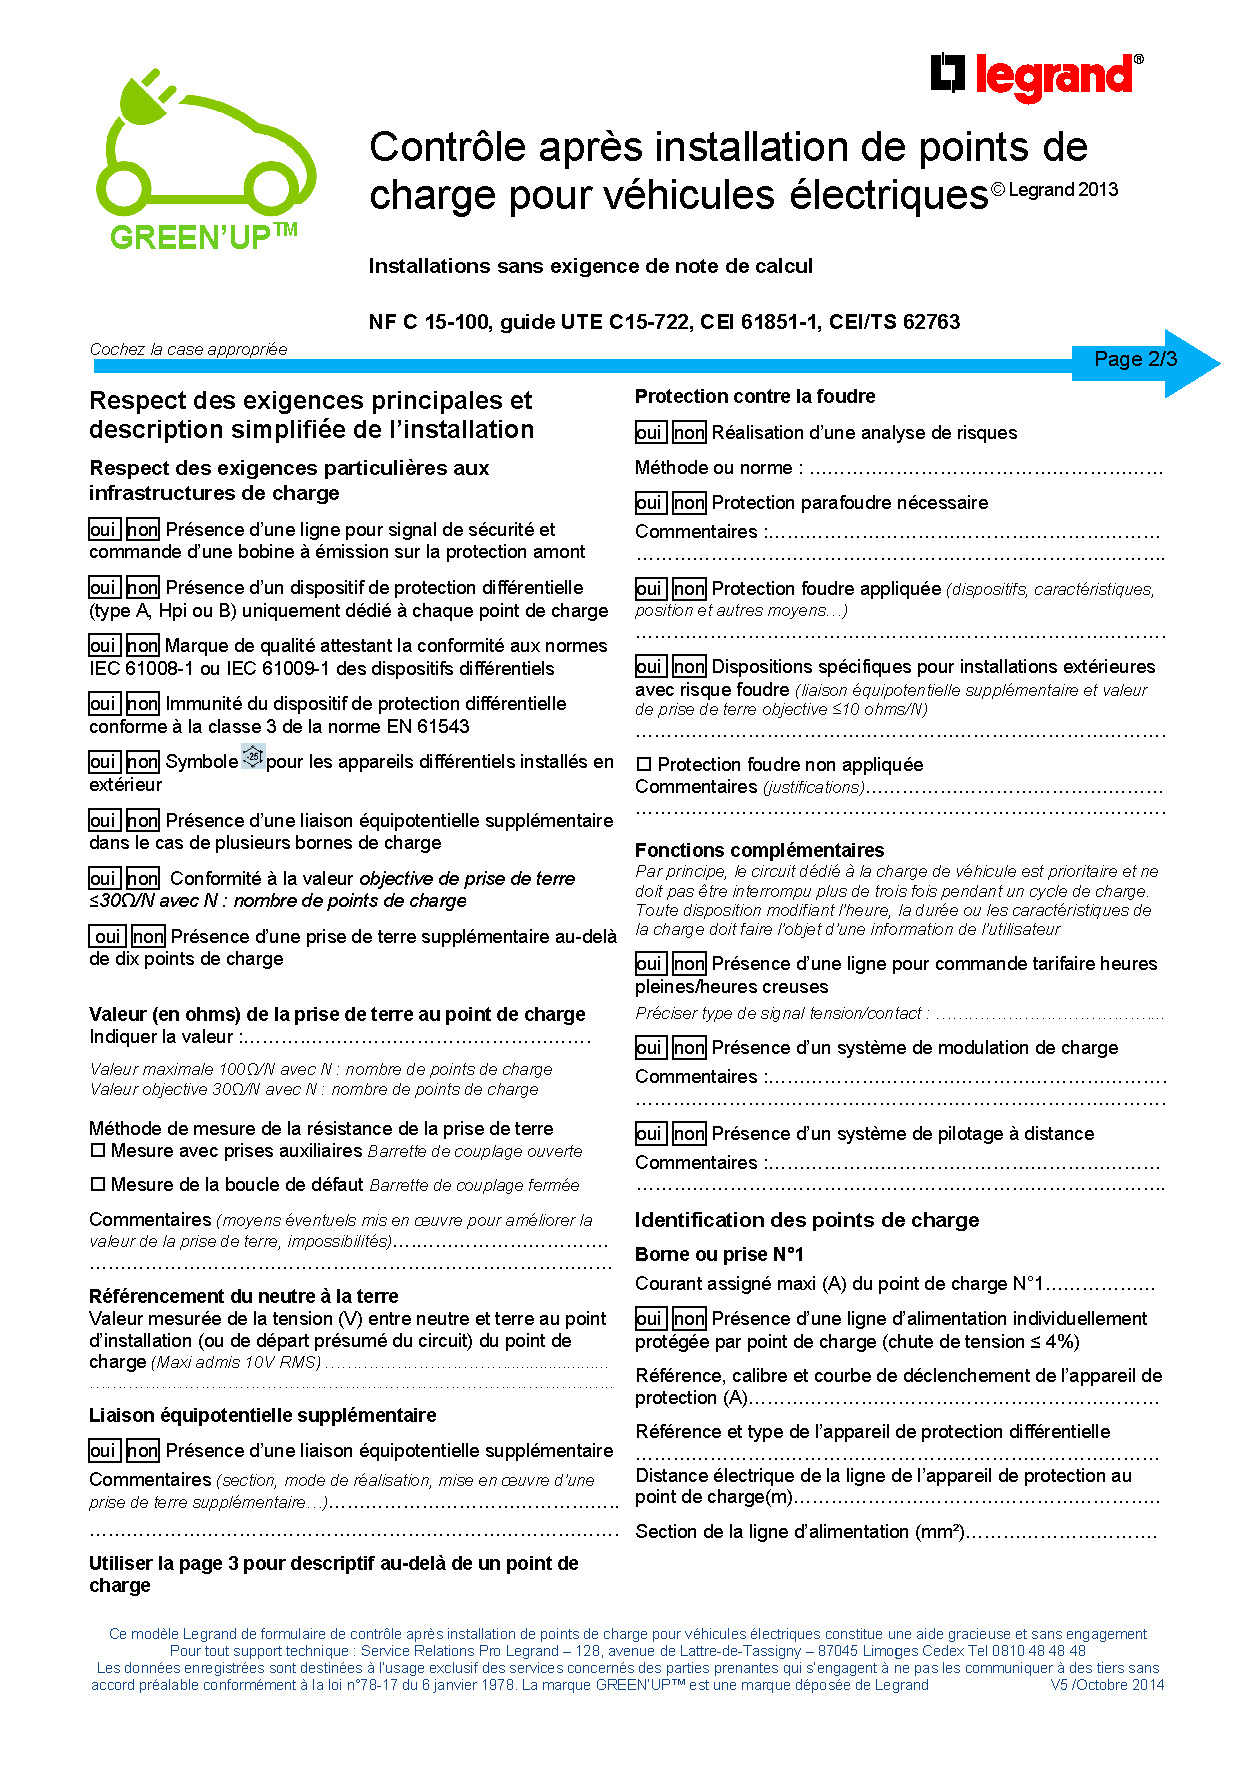 legrand®
GREEN’UP™
Contrôle après installation de points de
charge pour véhicules électriques© Legrand 2013
Installations sans exigence de note de calcul
NF C 15-100, guide UTE C15-722, CEI 61851-1, CEI/TS 62763
Cochez la case appropriée
Page 2/3
Respect des exigences principales et
description simplifiée de l’installation
Respect des exigences particulières aux
infrastructures de charge
oui non Présence d’une ligne pour signal de sécurité et
commande d’une bobine à émission sur la protection amont
oui non Présence d’un dispositif de protection différentielle
(type A, Hpi ou B) uniquement dédié à chaque point de charge
oui non Marque de qualité attestant la conformité aux normes
IEC 61008-1 ou IEC 61009-1 des dispositifs différentiels
oui non Immunité du dispositif de protection différentielle
conforme à la classe 3 de la norme EN 61543
oui non Symbole -25 pour les appareils différentiels installés en
extérieur
oui non Présence d’une liaison équipotentielle supplémentaire
dans le cas de plusieurs bornes de charge
oui non Conformité à la valeur objective de prise de terre
≤30Ω/N avec N : nombre de points de charge
oui non Présence d’une prise de terre supplémentaire au-delà
de dix points de charge
Valeur (en ohms) de la prise de terre au point de charge
Indiquer la valeur :……………………………………………….
Valeur maximale 100Ω/N avec N : nombre de points de charge
Valeur objective 30Ω/N avec N : nombre de points de charge
Méthode de mesure de la résistance de la prise de terre
□ Mesure avec prises auxiliaires Barrette de couplage ouverte
□ Mesure de la boucle de défaut Barrette de couplage fermée
Commentaires (moyens éventuels mis en œuvre pour améliorer la
valeur de la prise de terre, impossibilités)…………………………….
…………………………………………………………………………
Référencement du neutre à la terre
Valeur mesurée de la tension (V) entre neutre et terre au point
d’installation (ou de départ présumé du circuit) du point de
charge (Maxi admis 10V RMS) ……………………………......................
…………………………………………………………………………………..
Liaison équipotentielle supplémentaire
oui non Présence d’une liaison équipotentielle supplémentaire
Commentaires (section, mode de réalisation, mise en œuvre d’une
prise de terre supplémentaire…)………………………………………..
………………………………………………………………………….
Utiliser la page 3 pour descriptif au-delà de un point de
charge
Protection contre la foudre
oui non Réalisation d’une analyse de risques
Méthode ou norme : …………………………………………………
oui non Protection parafoudre nécessaire
Commentaires :………………………………………………………
…………………………………………………………………………..
oui non Protection foudre appliquée (dispositifs, caractéristiques,
position et autres moyens…)
………………………………………………………………………….
oui non Dispositions spécifiques pour installations extérieures
avec risque foudre (liaison équipotentielle supplémentaire et valeur
de prise de terre objective ≤10 ohms/N)
………………………………………………………………………….
□ Protection foudre non appliquée
Commentaires (justifications)…………………………………………
………………………………………………………………………….
Fonctions complémentaires
Par principe, le circuit dédié à la charge de véhicule est prioritaire et ne
doit pas être interrompu plus de trois fois pendant un cycle de charge.
Toute disposition modifiant l’heure, la durée ou les caractéristiques de
la charge doit faire l’objet d’une information de l’utilisateur
oui non Présence d’une ligne pour commande tarifaire heures
pleines/heures creuses
Préciser type de signal tension/contact : …………………………………..
oui non Présence d’un système de modulation de charge
Commentaires :……………………………………………………….
………………………………………………………………………….
oui non Présence d’un système de pilotage à distance
Commentaires :………………………………………………………
…………………………………………………………………………..
Identification des points de charge
Borne ou prise N°1
Courant assigné maxi (A) du point de charge N°1………………
oui non Présence d’une ligne d’alimentation individuellement
protégée par point de charge (chute de tension ≤ 4%)
Référence, calibre et courbe de déclenchement de l’appareil de
protection (A)…………………………………………………………
Référence et type de l’appareil de protection différentielle
…………………………………………………………………………
Distance électrique de la ligne de l’appareil de protection au
point de charge(m)…………………………………………………..
Section de la ligne d’alimentation (mm²)………………………….
Ce modèle Legrand de formulaire de contrôle après installation de points de charge pour véhicules électriques constitue une aide gracieuse et sans engagement
Pour tout support technique : Service Relations Pro Legrand – 128, avenue de Lattre-de-Tassigny – 87045 Limoges Cedex Tel 0810 48 48 48
Les données enregistrées sont destinées à l’usage exclusif des services concernés des parties prenantes qui s’engagent à ne pas les communiquer à des tiers sans
accord préalable conformément à la loi n°78-17 du 6 janvier 1978. La marque GREEN’UP™ est une marque déposée de Legrand V5 /Octobre 2014